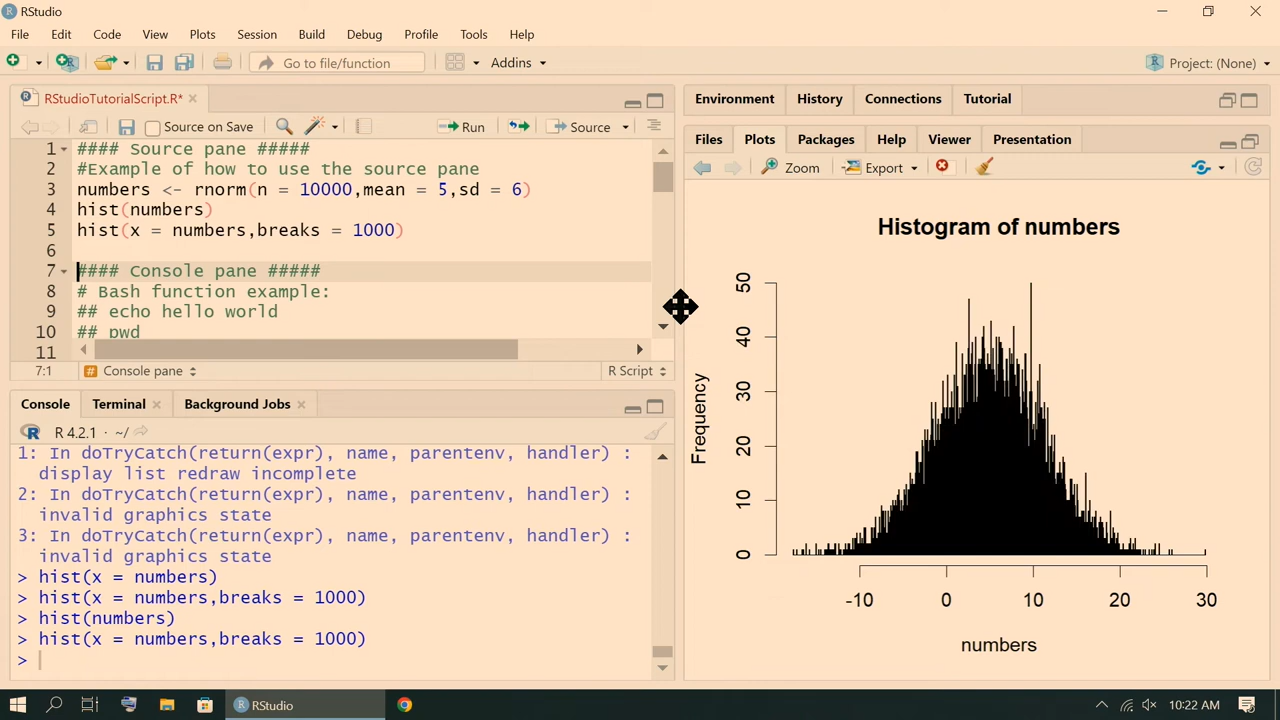 RStudio
File Edit Code View Plots Session Build Debug Profile Tools Help
Go to file/function Addins Project: (None)
RStudioTutorialScript.R*
Source on Save Run Source
1 #### Source pane #####
2 #Example of how to use the source pane
3 numbers <- rnorm(n = 10000,mean = 5,sd = 6)
4 hist(numbers)
5 hist(x = numbers,breaks = 1000)
6
7 #### Console pane #####
8 # Bash function example:
9 ## echo hello world
10 ## pwd
11
7:1 # Console pane R Script
Console Terminal Background Jobs
R R 4.2.1 · ~/
1: In doTryCatch(return(expr), name, parentenv, handler) :
display list redraw incomplete
2: In doTryCatch(return(expr), name, parentenv, handler) :
invalid graphics state
3: In doTryCatch(return(expr), name, parentenv, handler) :
invalid graphics state
> hist(x = numbers)
> hist(x = numbers,breaks = 1000)
> hist(numbers)
> hist(x = numbers,breaks = 1000)
>
Environment History Connections Tutorial
Files Plots Packages Help Viewer Presentation
Zoom Export
Histogram of numbers
Frequency
50
40
30
20
10
0
-10 0 10 20 30
numbers
RStudio
10:22 AM